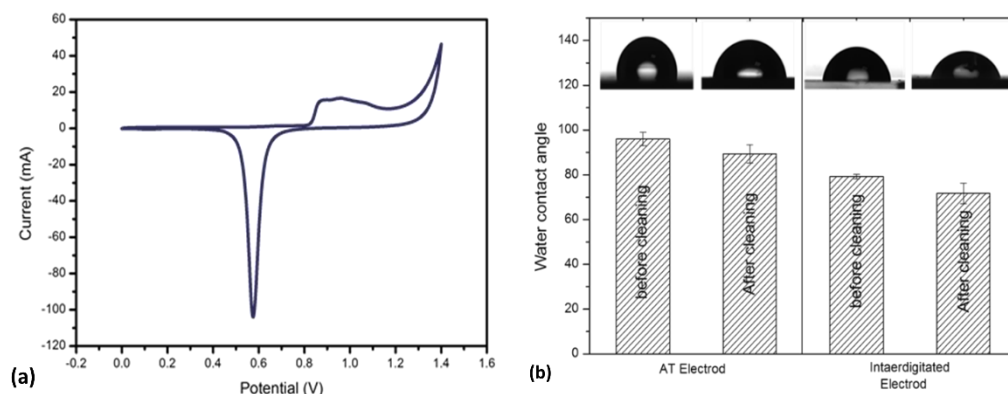 60
40
20
0
-20
-40
-60
-80
-100
-120
Current (mA)
-0.2 0.0 0.2 0.4 0.6 0.8 1.0 1.2 1.4 1.6
Potential (V)
(a)
140
120
100
80
60
40
20
0
Water contact angle
before cleaning
After cleaning
before cleaning
After cleaning
AT Electrod
Intaerdigitated
Electrod
(b)